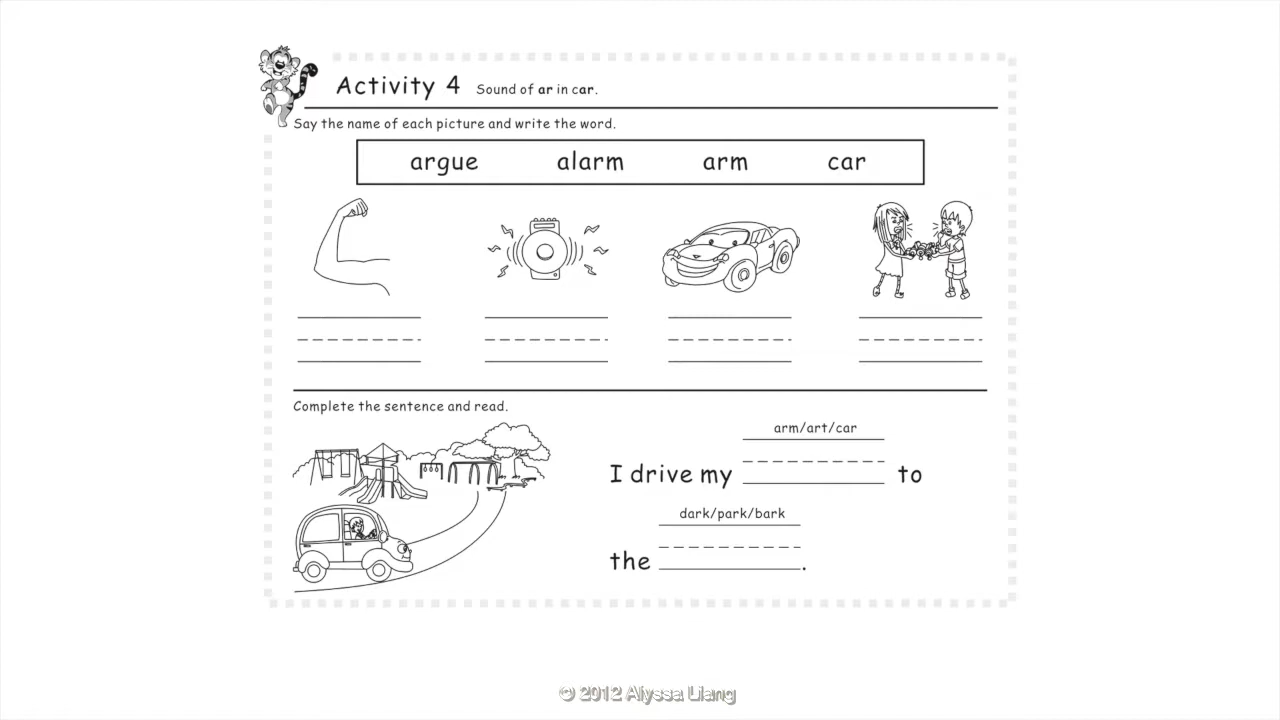 Activity 4 Sound of ar in car.
Say the name of each picture and write the word.
argue alarm arm car
Complete the sentence and read.
arm/art/car
I drive my to
dark/park/bark
the .
© 2012 Alyssa Liang